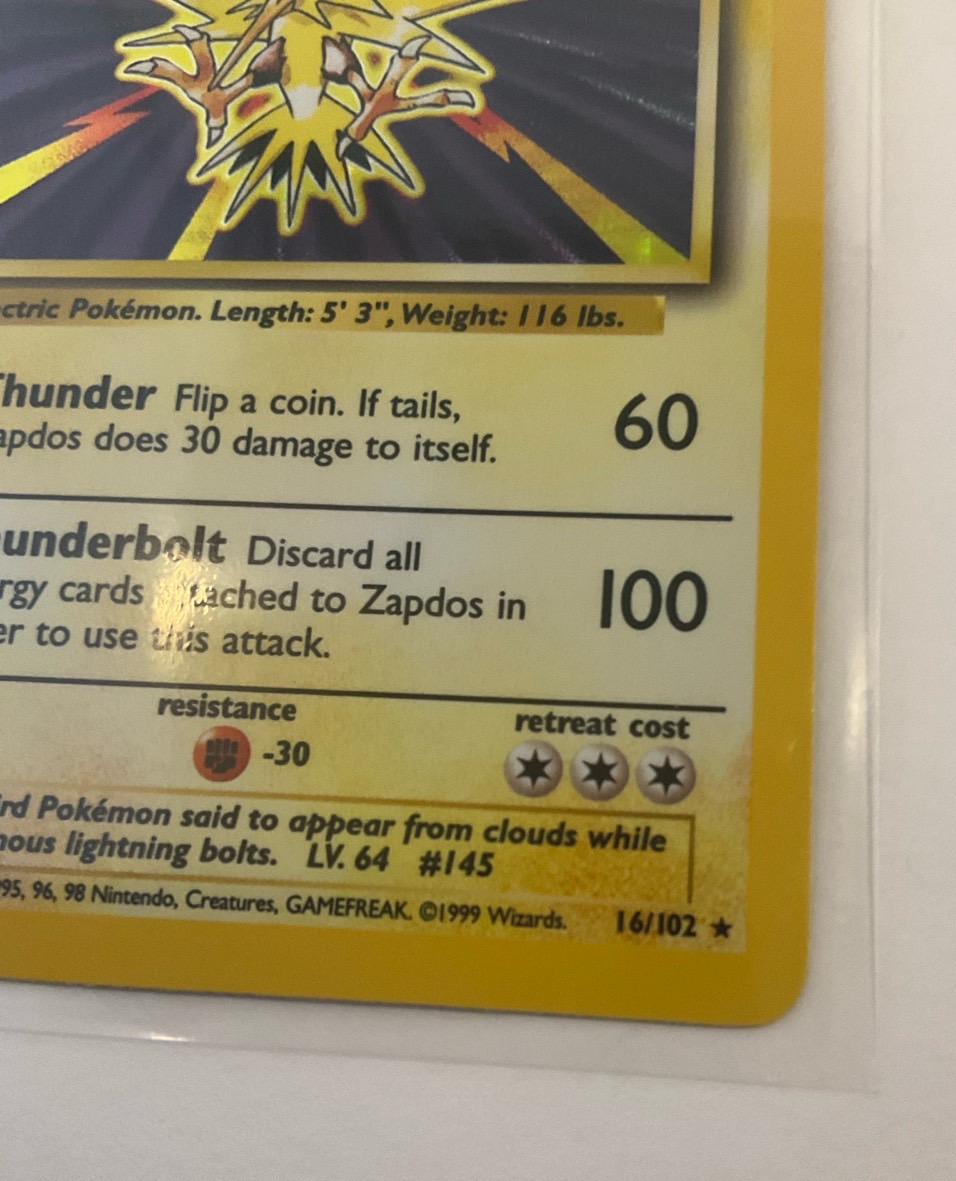 ctric Pokémon. Length: 5' 3", Weight: 116 lbs.
Thunder Flip a coin. If tails, 60
apdos does 30 damage to itself.
underbolt Discard all
rgy cards attached to Zapdos in 100
er to use this attack.
resistance retreat cost
-30
rd Pokémon said to appear from clouds while
nous lightning bolts. LV. 64 #145
95, 96, 98 Nintendo, Creatures, GAMEFREAK. ©1999 Wizards. 16/102 ★